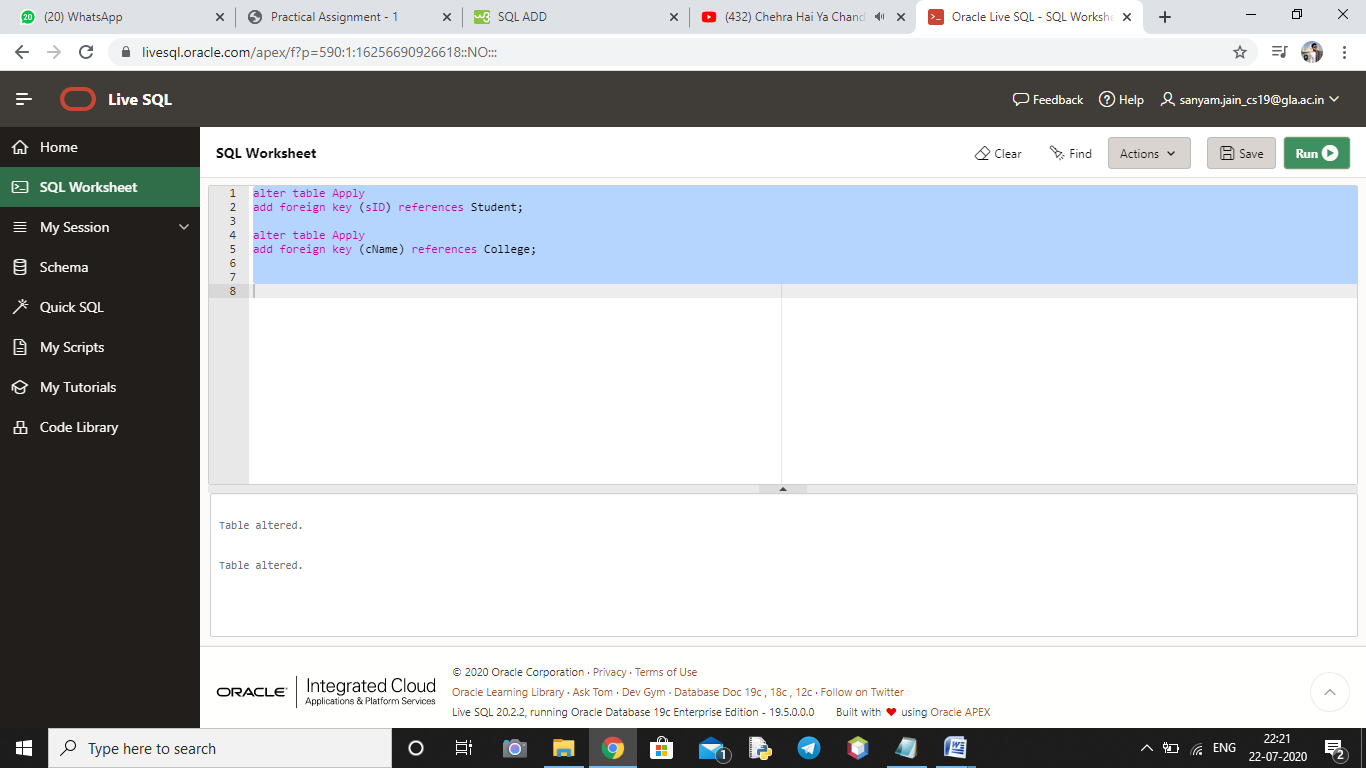 (20) WhatsApp
Practical Assignment - 1
SQL ADD
(432) Chehra Hai Ya Chand
Oracle Live SQL - SQL Workshe
livesql.oracle.com/apex/f?p=590:1:16256690926618::NO:::
Live SQL
Feedback
Help
sanyam.jain_cs19@gla.ac.in
Home
SQL Worksheet
My Session
Schema
Quick SQL
My Scripts
My Tutorials
Code Library
SQL Worksheet
Clear
Find
Actions
Save
Run
1 alter table Apply
2 add foreign key (sID) references Student;
3
4 alter table Apply
5 add foreign key (cName) references College;
6
7
8
Table altered.
Table altered.
ORACLE
Integrated Cloud
Applications & Platform Services
© 2020 Oracle Corporation · Privacy · Terms of Use
Oracle Learning Library · Ask Tom · Dev Gym · Database Doc 19c , 18c , 12c · Follow on Twitter
Live SQL 20.2.2, running Oracle Database 19c Enterprise Edition - 19.5.0.0.0 Built with ❤ using Oracle APEX
Type here to search
1
ENG
22:21
22-07-2020
2